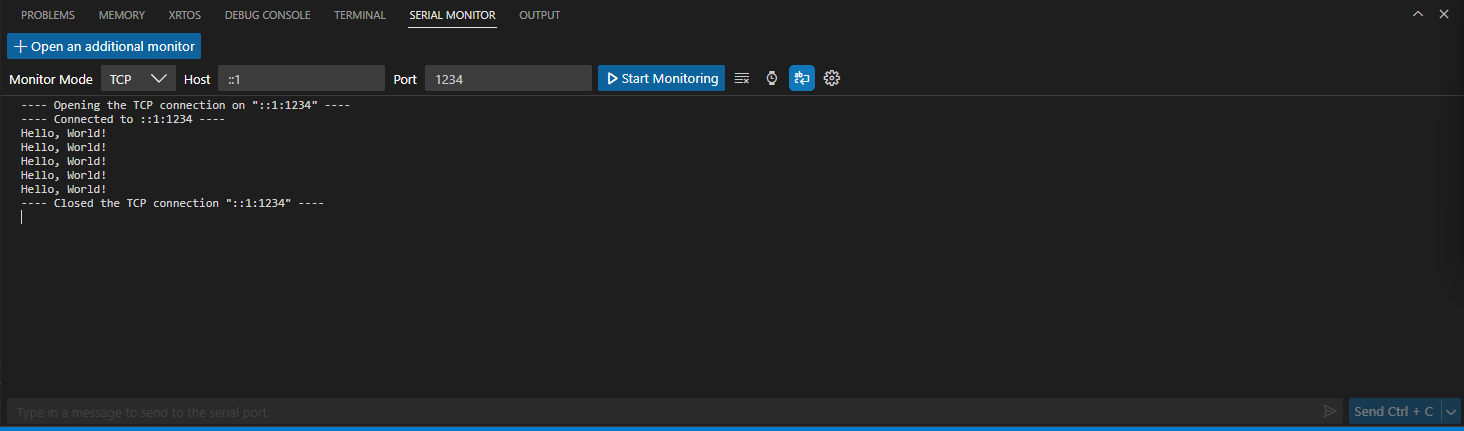 PROBLEMS MEMORY XRTOS DEBUG CONSOLE TERMINAL SERIAL MONITOR OUTPUT
Open an additional monitor
Monitor Mode TCP Host ::1 Port 1234 Start Monitoring
---- Opening the TCP connection on "::1:1234" ----
---- Connected to ::1:1234 ----
Hello, World!
Hello, World!
Hello, World!
Hello, World!
Hello, World!
---- Closed the TCP connection "::1:1234" ----
Type in a message to send to the serial port. Send Ctrl + C